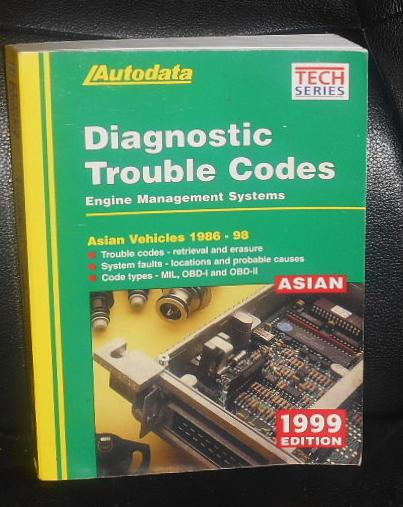 Autodata
TECH
SERIES
Diagnostic
Trouble Codes
Engine Management Systems
Asian Vehicles 1986 - 98
Trouble codes - retrieval and erasure
System faults - locations and probable causes
Code types - MIL, OBD-I and OBD-II
ASIAN
1999
EDITION